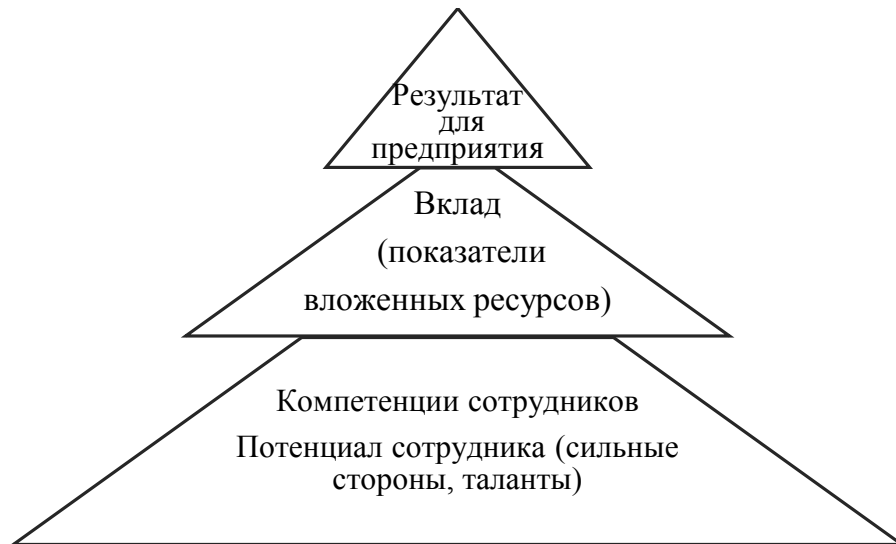 Результат
для
предприятия
Вклад
(показатели
вложенных ресурсов)
Компетенции сотрудников
Потенциал сотрудника (сильные
стороны, таланты)